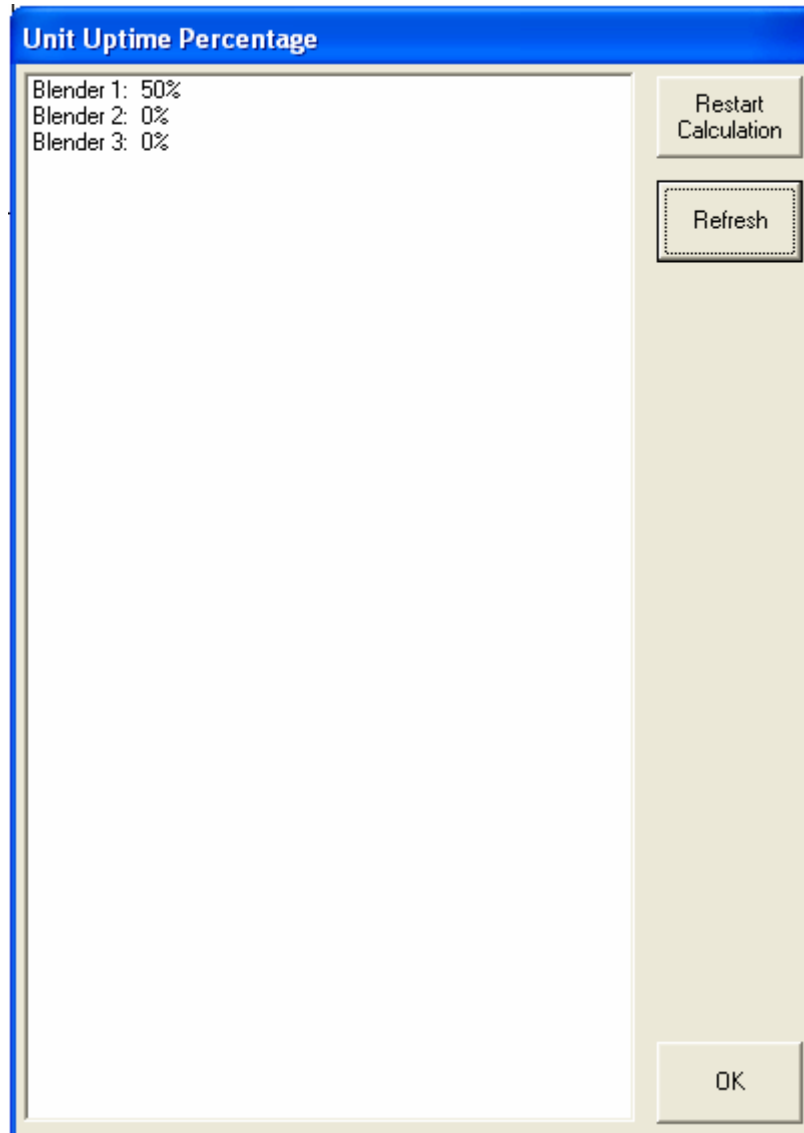 Unit Uptime Percentage
Blender 1: 50%
Blender 2: 0%
Blender 3: 0%
Restart
Calculation
Refresh
OK